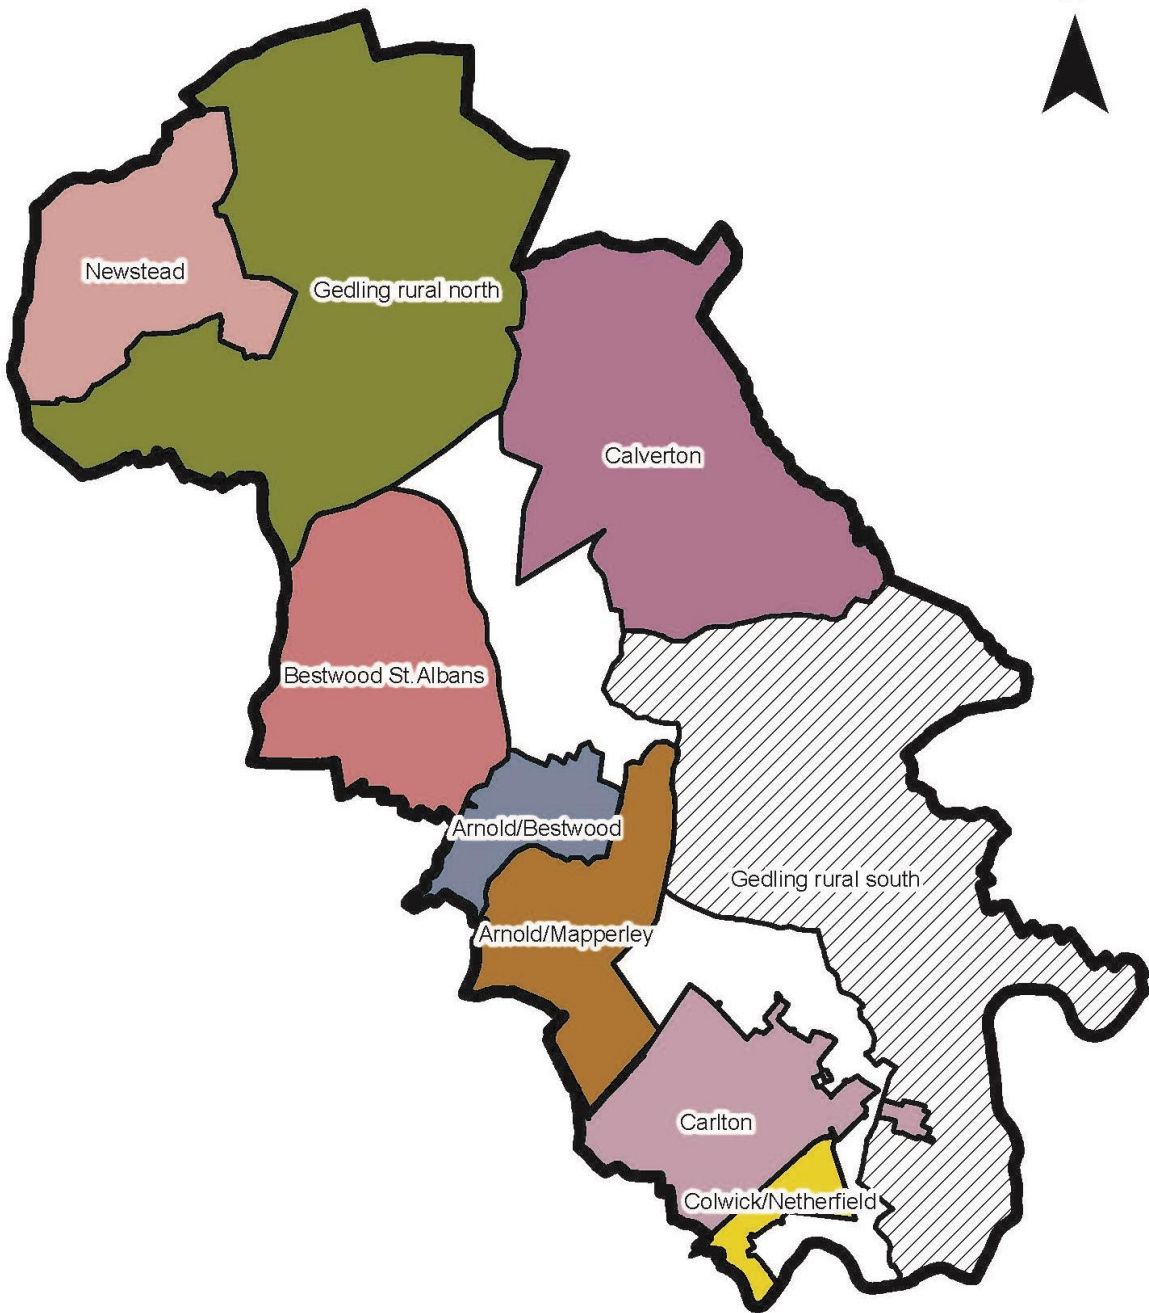 Newstead
Gedling rural north
Calverton
Bestwood St.Albans
Arnold/Bestwood
Gedling rural south
Arnold/Mapperley
Carlton
Colwick/Netherfield